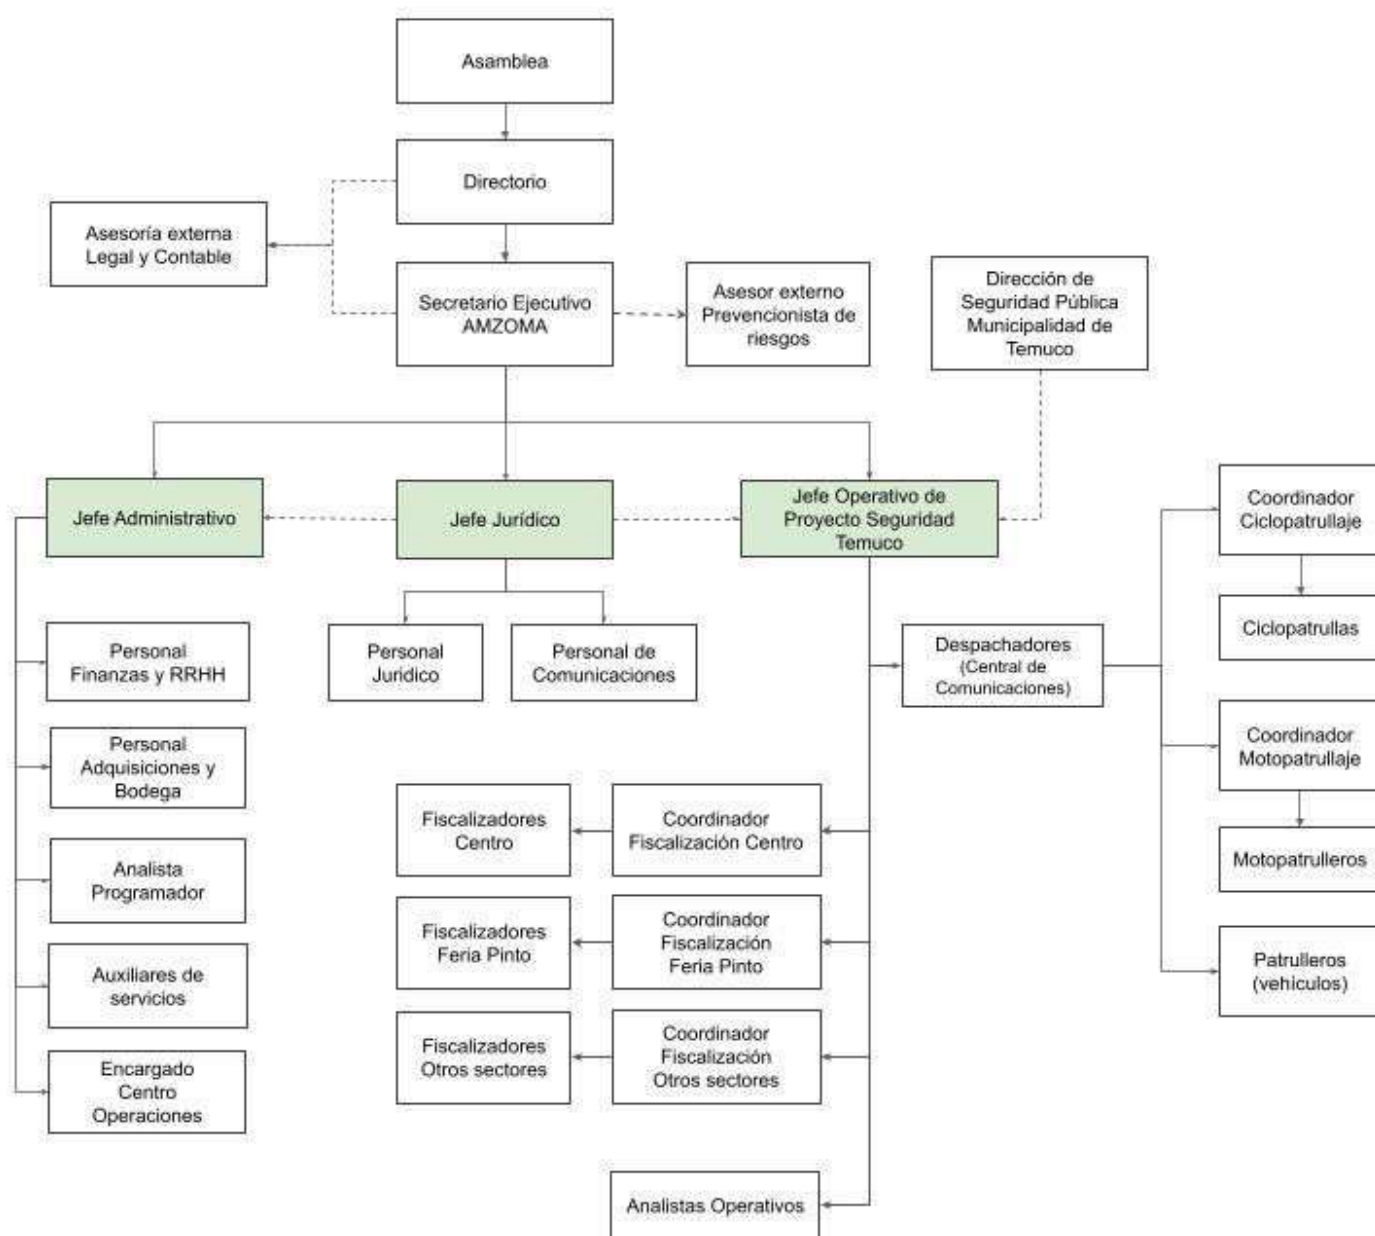 Asamblea
Directorio
Asesoría externa
Legal y Contable
Secretario Ejecutivo
AMZOMA
Asesor externo
Prevencionista de
riesgos
Dirección de
Seguridad Pública
Municipalidad de
Temuco
Jefe Administrativo
Jefe Jurídico
Jefe Operativo de
Proyecto Seguridad
Temuco
Coordinador
Ciclopatrullaje
Ciclopatrullas
Personal
Finanzas y RRHH
Personal
Jurídico
Personal de
Comunicaciones
Despachadores
(Central de
Comunicaciones)
Personal
Adquisiciones y
Bodega
Coordinador
Motopatrullaje
Fiscalizadores
Centro
Coordinador
Fiscalización Centro
Motopatrulleros
Analista
Programador
Fiscalizadores
Feria Pinto
Coordinador
Fiscalización
Feria Pinto
Patrulleros
(vehículos)
Auxiliares de
servicios
Fiscalizadores
Otros sectores
Coordinador
Fiscalización
Otros sectores
Encargado
Centro
Operaciones
Analistas Operativos